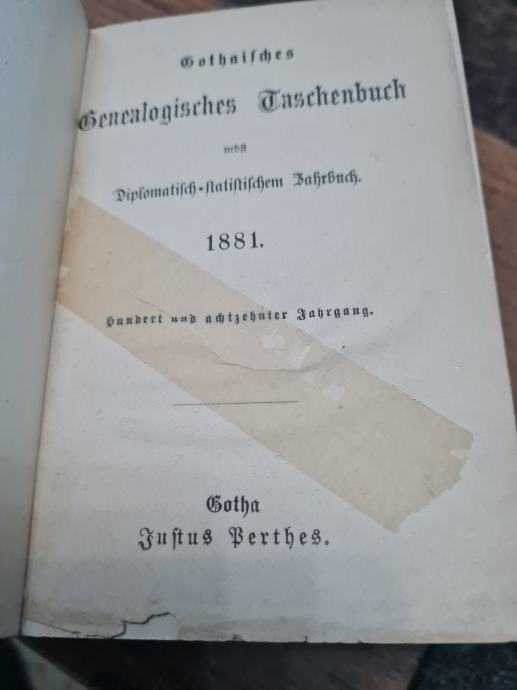 Gothaisches
Genealogisches Taschenbuch
nebst
Diplomatisch-statistischem Jahrbuch.
1881.
Hundert und achtzehnter Jahrgang.
Gotha
Justus Perthes.